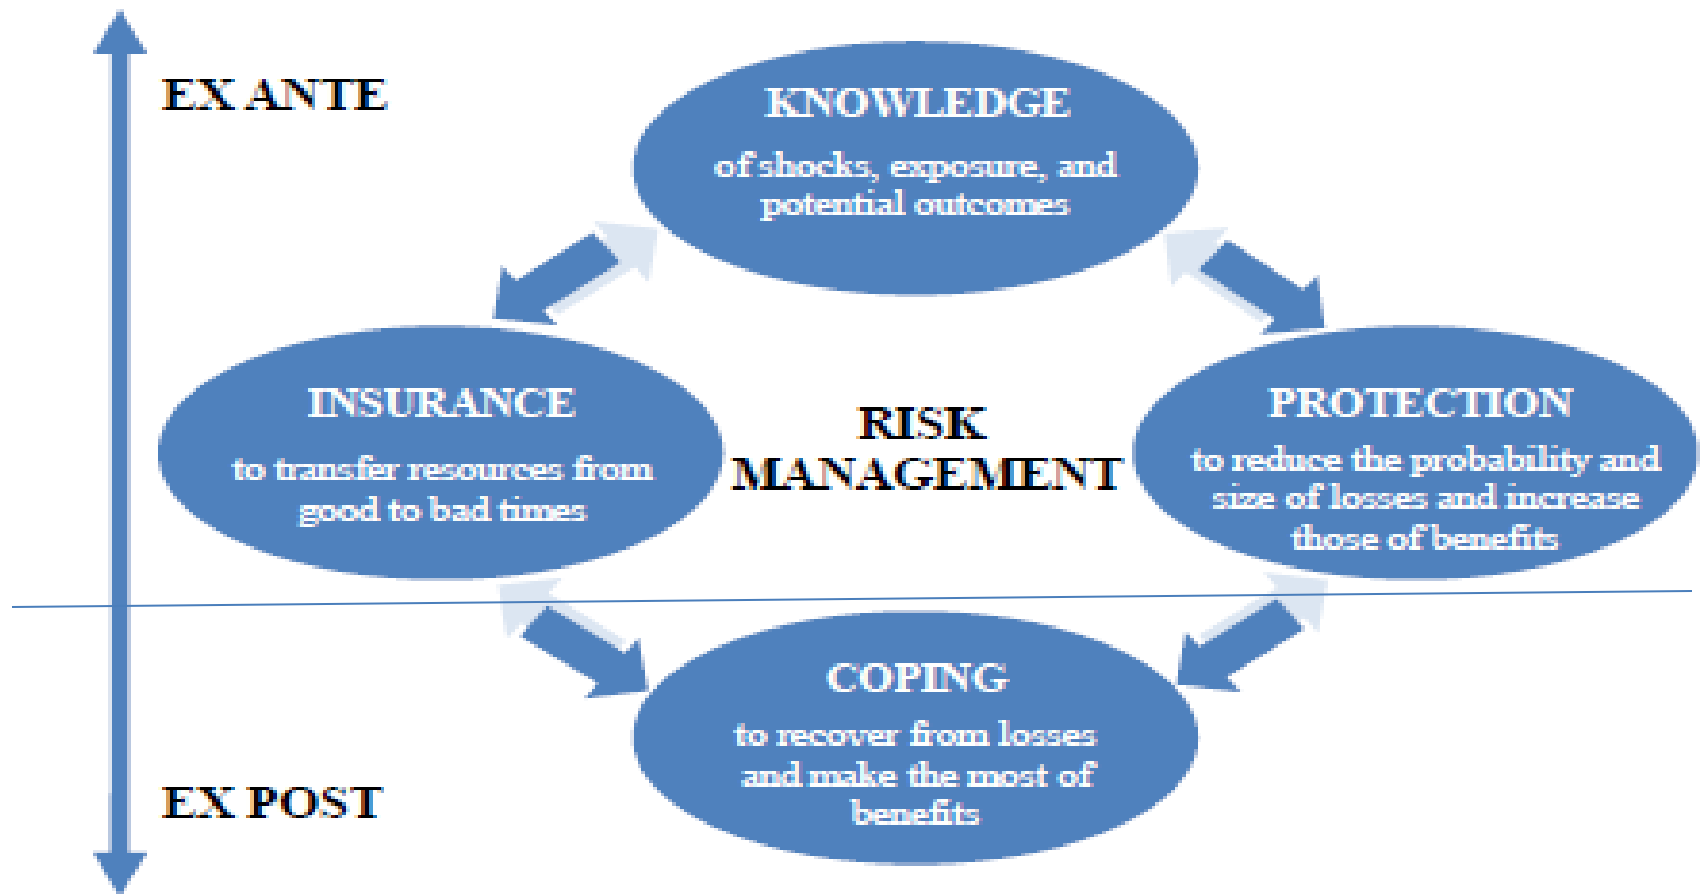 EX ANTE
KNOWLEDGE
of shocks, exposure, and
potential outcomes
INSURANCE
to transfer resources from
good to bad times
RISK
MANAGEMENT
PROTECTION
to reduce the probability and
size of losses and increase
those of benefits
COPING
to recover from losses
and make the most of
benefits
EX POST